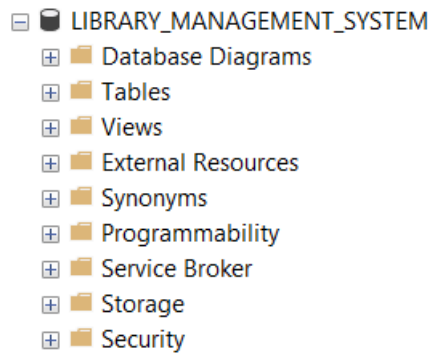 LIBRARY_MANAGEMENT_SYSTEM
Database Diagrams
Tables
Views
External Resources
Synonyms
Programmability
Service Broker
Storage
Security